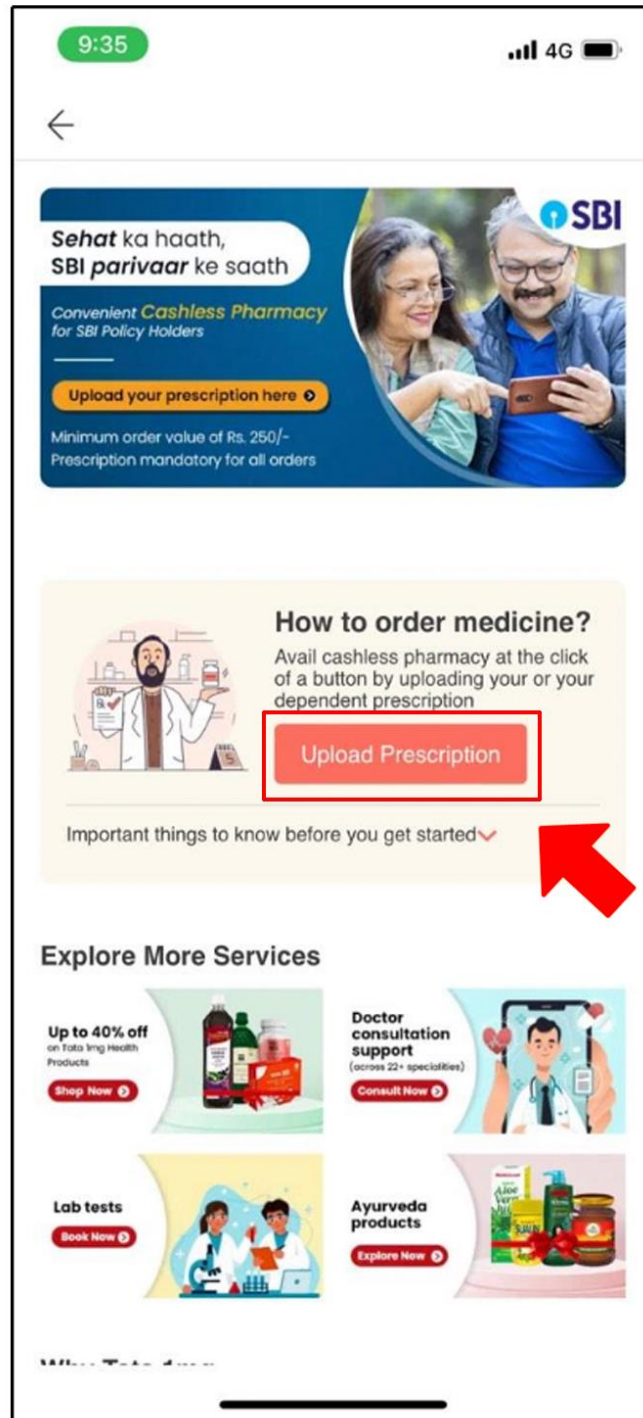 9:35
4G
SBI
Sehat ka haath,
SBI parivaar ke saath
Convenient Cashless Pharmacy
for SBI Policy Holders
Upload your prescription here
Minimum order value of Rs. 250/-
Prescription mandatory for all orders
How to order medicine?
Avail cashless pharmacy at the click
of a button by uploading your or your
dependent prescription
Upload Prescription
Important things to know before you get started
Explore More Services
Up to 40% off
on Tata 1mg Health
Products
Shop Now
Doctor
consultation
support
(across 22+ specialities)
Consult Now
Lab tests
Book Now
Ayurveda
products
Explore Now
Aloe
Vera